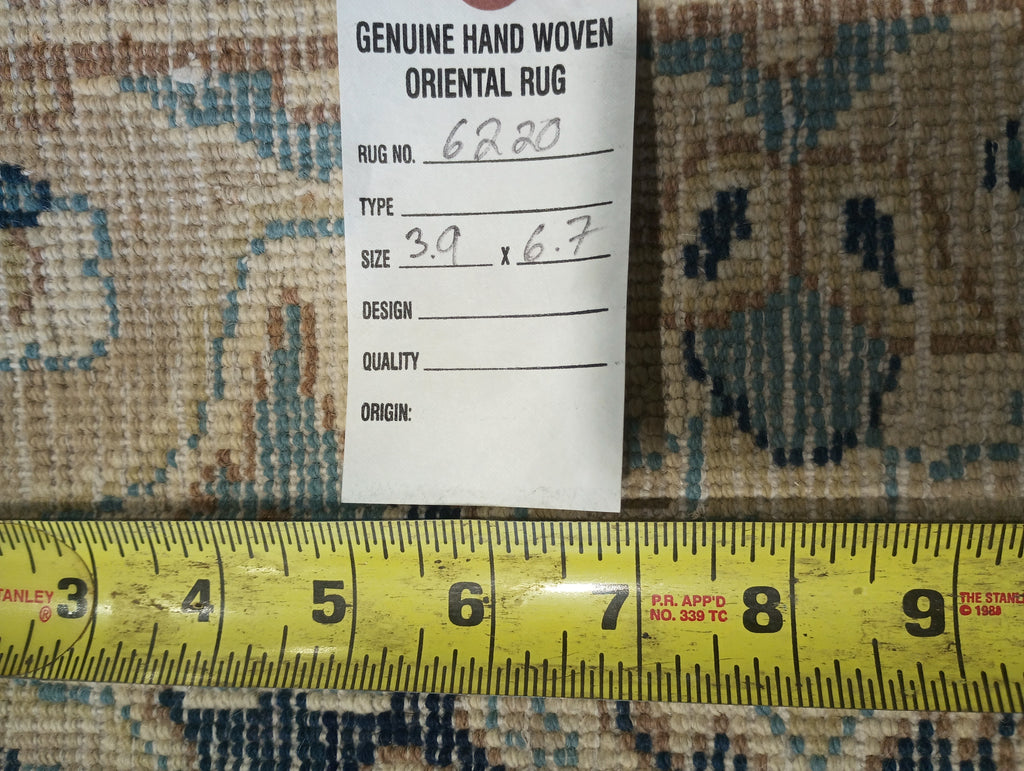 GENUINE HAND WOVEN
ORIENTAL RUG
RUG NO. 6220
TYPE
SIZE 3.9 X 6.7
DESIGN
QUALITY
ORIGIN:
STANLEY ® 3 4 5 6 7 P.R. APP'D NO. 339 TC 8 9 THE STANL © 1988